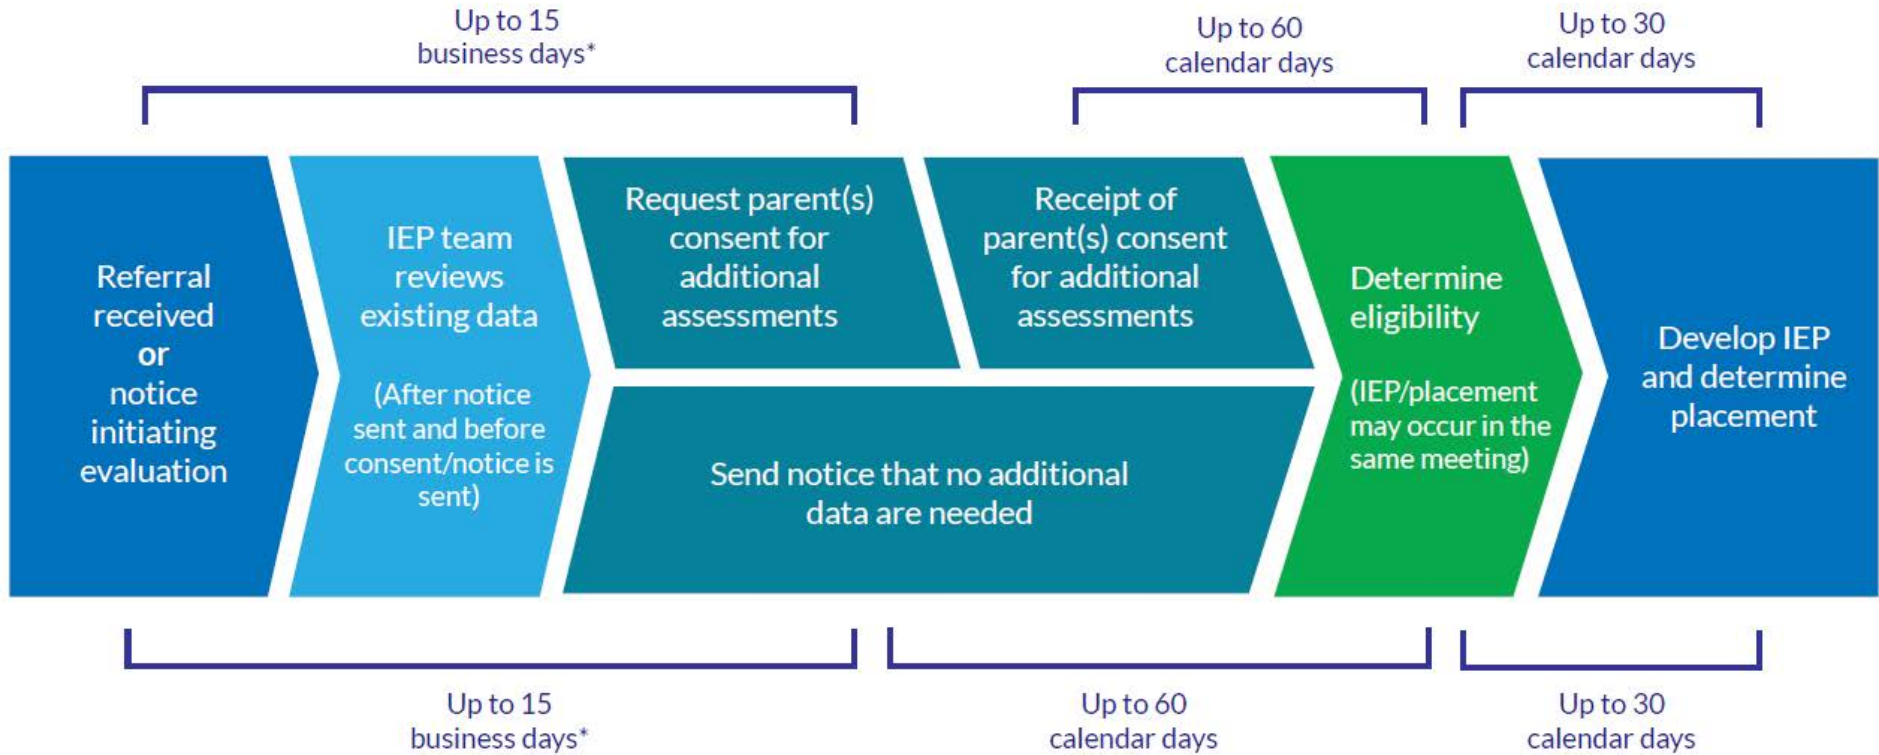 Up to 15
business days*
Up to 60
calendar days
Up to 30
calendar days
Referral
received
or
notice
initiating
evaluation
IEP team
reviews
existing data
(After notice
sent and before
consent/notice is
sent)
Request parent(s)
consent for
additional
assessments
Receipt of
parent(s) consent
for additional
assessments
Send notice that no additional
data are needed
Determine
eligibility
(IEP/placement
may occur in the
same meeting)
Develop IEP
and determine
placement
Up to 15
business days*
Up to 60
calendar days
Up to 30
calendar days